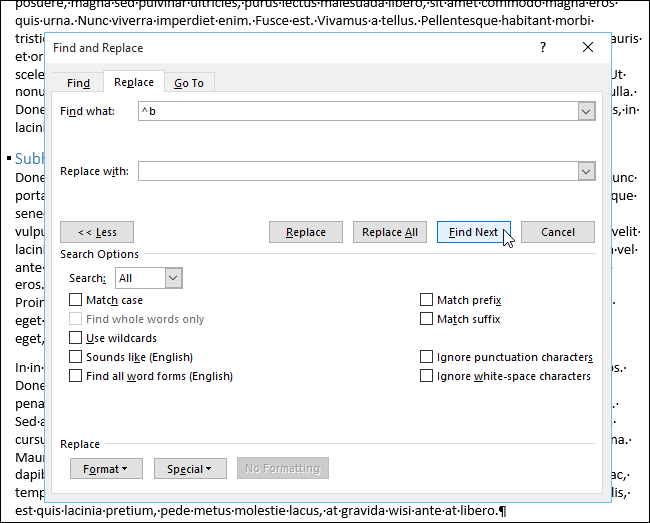 posuere,·magna·sed·pulvinar·ultricies,·purus·lectus·malesuada·libero,·sit·amet·commodo·magna·eros·
quis·urna.·Nunc·viverra·imperdiet·enim.·Fusce·est.·Vivamus·a·tellus.·Pellentesque·habitant·morbi·
Find and Replace
?
Find Replace Go To
Find what: ^b
Replace with:
<< Less Replace Replace All Find Next Cancel
Search Options
Search: All
Match case Match prefix
Find whole words only Match suffix
Use wildcards
Sounds like (English) Ignore punctuation characters
Find all word forms (English) Ignore white-space characters
Replace
Format Special No Formatting
est·quis·lacinia·pretium,·pede·metus·molestie·lacus,·at·gravida·wisi·ante·at·libero.¶